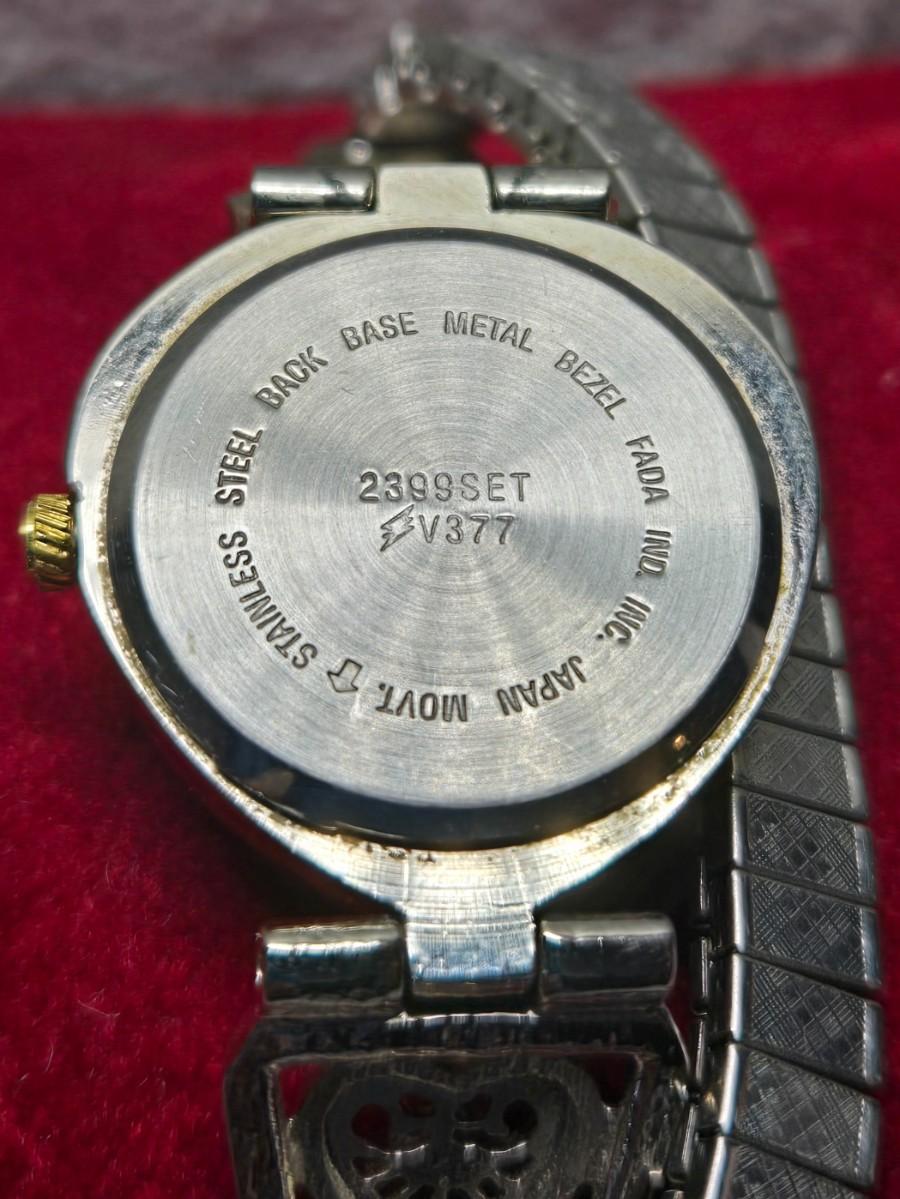 STAINLESS STEEL BACK BASE METAL BEZEL FADA IND. INC. JAPAN MOVT.
2399SET
V377